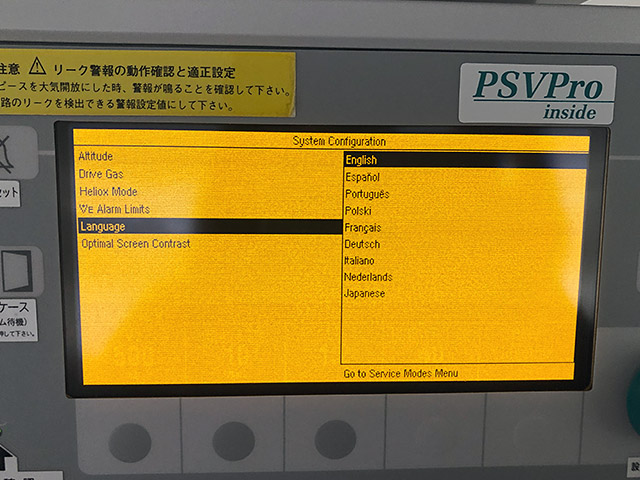 注意 ⚠ リーク警報の動作確認と適正設定
ピースを大気開放にした時、警報が鳴ることを確認して下さい。
路のリークを検出できる警報設定値にして下さい。
PSVPro
inside
System Configuration
Altitude
Drive Gas
Heliox Mode
VE Alarm Limits
Language
Optimal Screen Contrast
English
Español
Português
Polski
Français
Deutsch
Italiano
Nederlands
Japanese
Go to Service Modes Menu
セット
ケース
ム待機)
押して下さい。
設